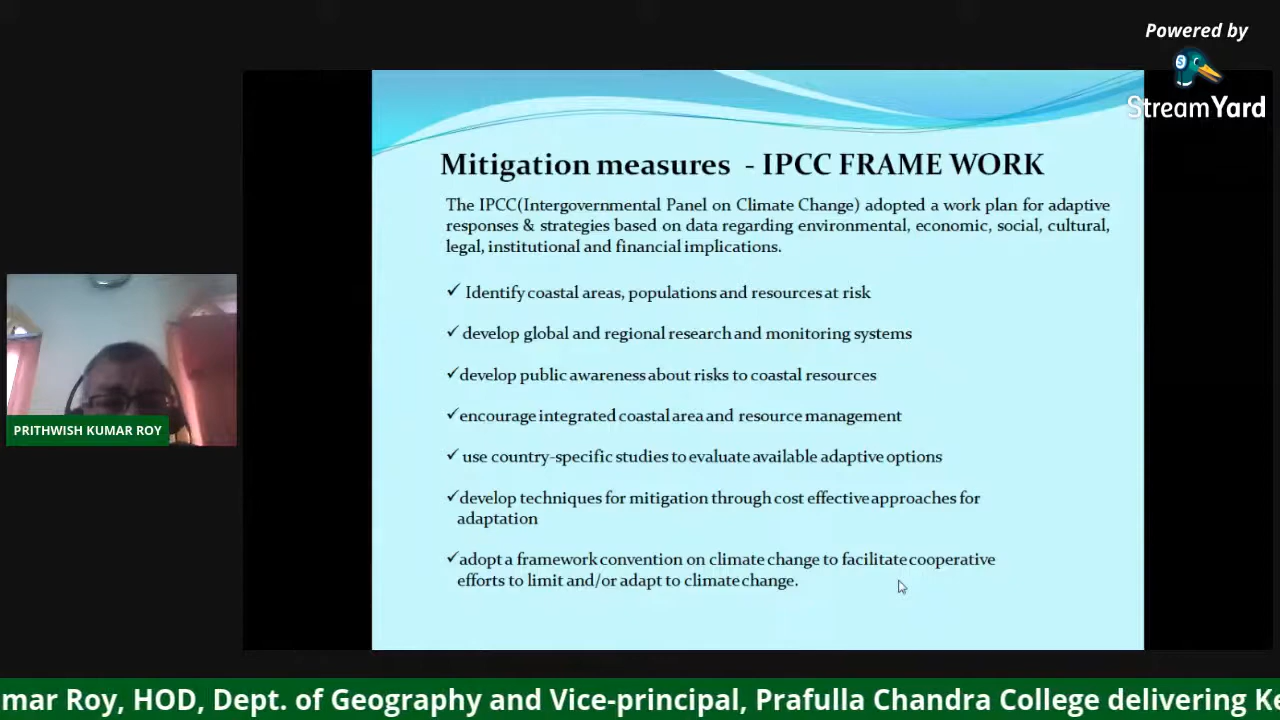 Powered by
StreamYard
Mitigation measures - IPCC FRAME WORK
The IPCC(Intergovernmental Panel on Climate Change) adopted a work plan for adaptive
responses & strategies based on data regarding environmental, economic, social, cultural,
legal, institutional and financial implications.
✓ Identify coastal areas, populations and resources at risk
✓ develop global and regional research and monitoring systems
✓develop public awareness about risks to coastal resources
✓encourage integrated coastal area and resource management
✓ use country-specific studies to evaluate available adaptive options
✓develop techniques for mitigation through cost effective approaches for
adaptation
✓adopt a framework convention on climate change to facilitate cooperative
efforts to limit and/or adapt to climate change.
PRITHWISH KUMAR ROY
mar Roy, HOD, Dept. of Geography and Vice-principal, Prafulla Chandra College delivering Ke